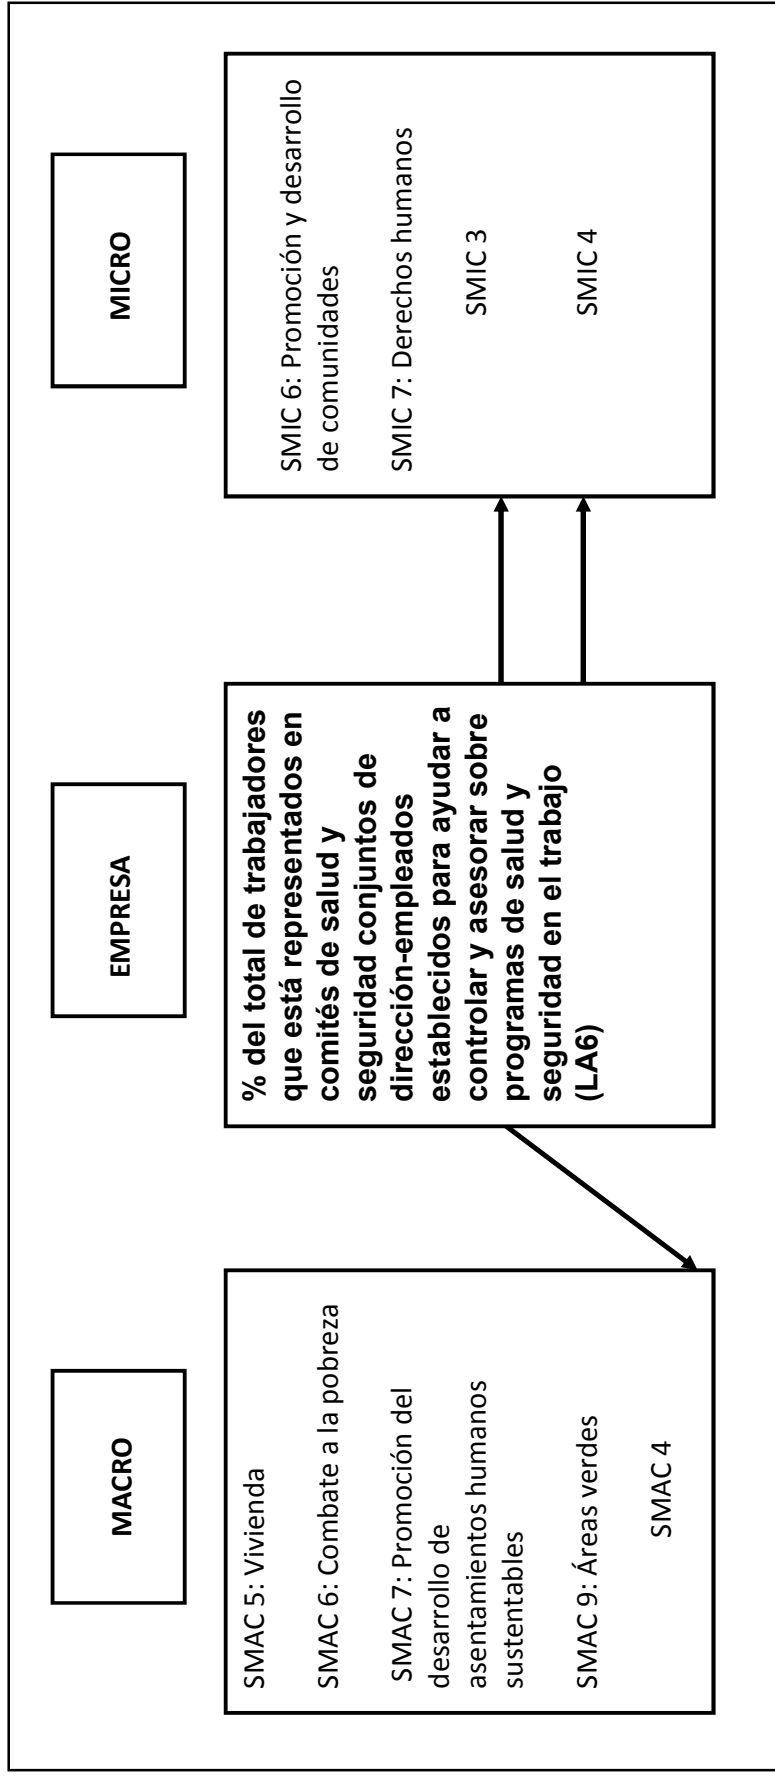 MACRO
SMAC 5: Vivienda
SMAC 6: Combate a la pobreza
SMAC 7: Promoción del
desarrollo de
asentamientos humanos
sustentables
SMAC 9: Áreas verdes
SMAC 4
EMPRESA
% del total de trabajadores
que está representados en
comités de salud y
seguridad conjuntos de
dirección-empleados
establecidos para ayudar a
controlar y asesorar sobre
programas de salud y
seguridad en el trabajo
(LA6)
MICRO
SMIC 6: Promoción y desarrollo
de comunidades
SMIC 7: Derechos humanos
SMIC 3
SMIC 4